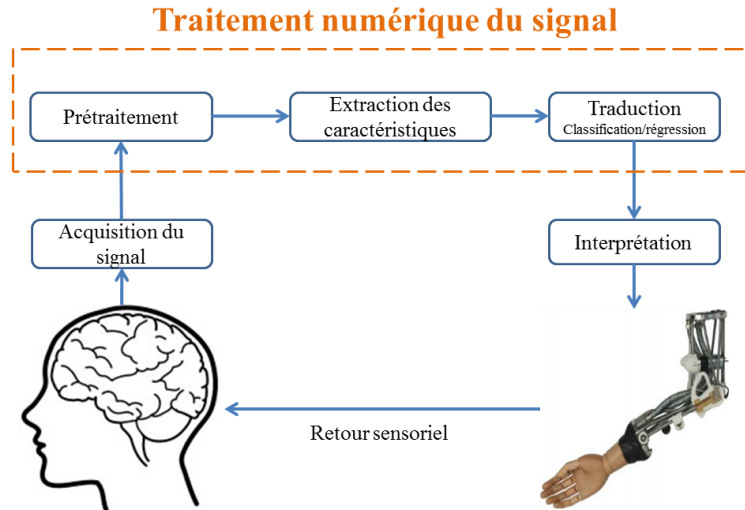 Traitement numérique du signal
Prétraitement
Extraction des
caractéristiques
Traduction
Classification/régression
Acquisition du
signal
Interprétation
Retour sensoriel